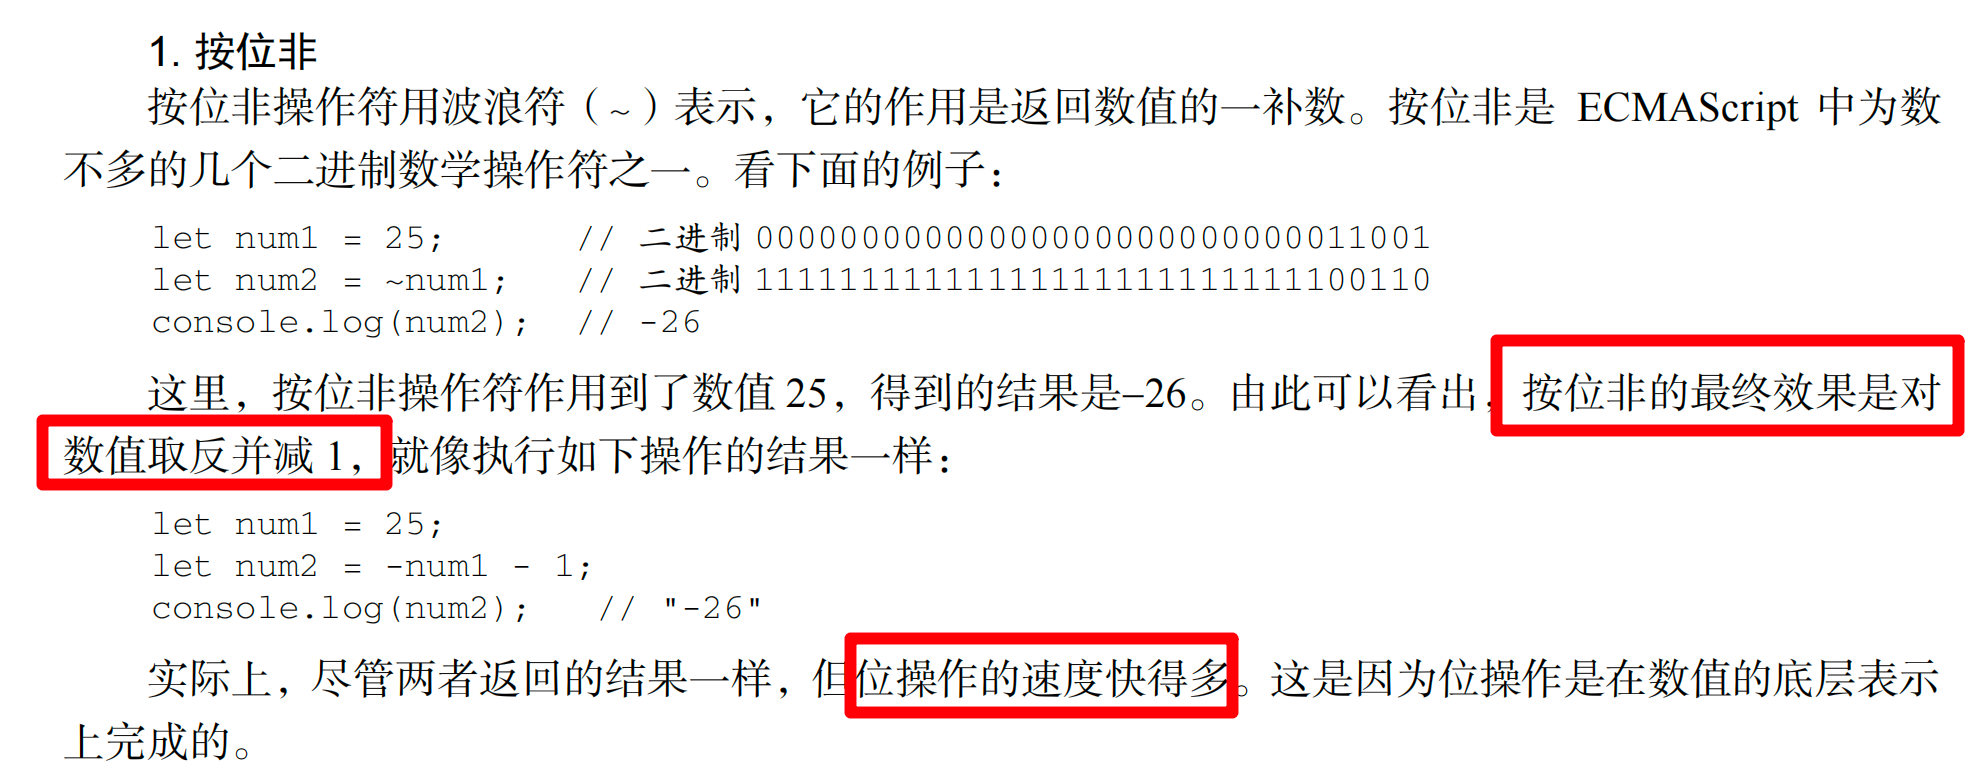 1. 按位非
按位非操作符用波浪符（~）表示，它的作用是返回数值的一补数。按位非是 ECMAScript 中为数
不多的几个二进制数学操作符之一。看下面的例子：
let num1 = 25;      // 二进制 00000000000000000000000000011001
let num2 = ~num1;   // 二进制 11111111111111111111111111100110
console.log(num2);  // -26
这里，按位非操作符作用到了数值 25，得到的结果是–26。由此可以看出，按位非的最终效果是对
数值取反并减 1，就像执行如下操作的结果一样：
let num1 = 25;
let num2 = -num1 - 1;
console.log(num2);   // "-26"
实际上，尽管两者返回的结果一样，但位操作的速度快得多。这是因为位操作是在数值的底层表示
上完成的。